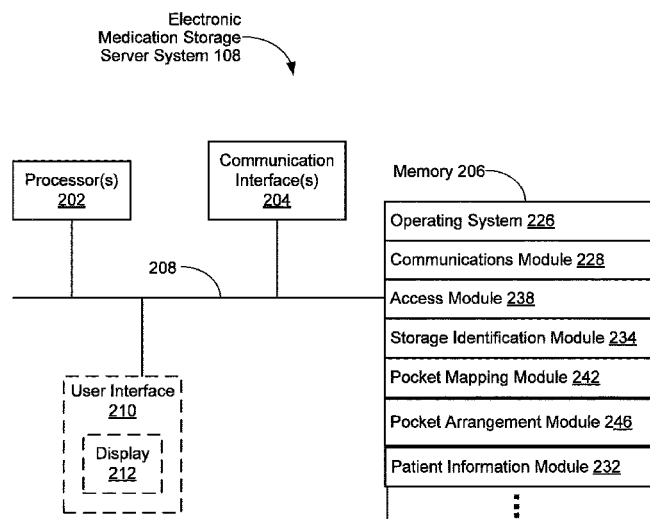 Electronic
Medication Storage
Server System 108
Processor(s)
202
Communication
Interface(s)
204
Memory 206
Operating System 226
Communications Module 228
208
Access Module 238
Storage Identification Module 234
Pocket Mapping Module 242
User Interface
210
Pocket Arrangement Module 246
Display
212
Patient Information Module 232